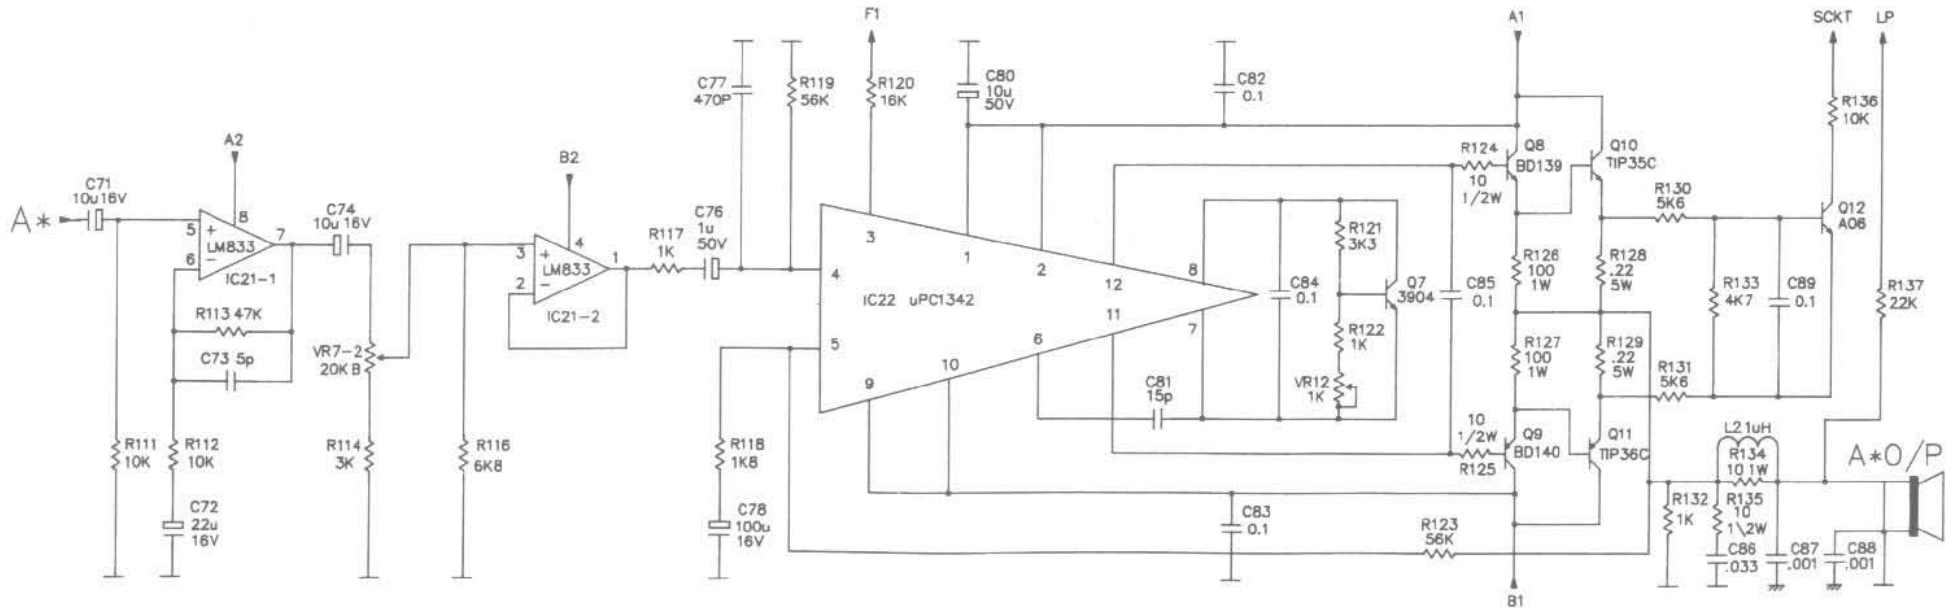 F1
A1
SCKT
LP
C77
470P
R119
56K
R120
16K
C80
10u
50V
C82
0.1
R136
10K
A2
B2
C71
10u16V
A*
8
5
+
LM833
7
6
−
IC21-1
C74
10u 16V
4
3
+
LM833
1
2
−
IC21-2
R117
1K
C76
1u
50V
3
1
2
12
8
4
IC22 uPC1342
5
11
7
6
10
9
R124
10
1/2W
Q8
BD139
Q10
TIP35C
R130
5K6
Q12
A06
R121
3K3
C84
0.1
Q7
3904
C85
0.1
R126
100
1W
R128
.22
5W
R133
4K7
C89
0.1
R137
22K
R113 47K
C73 5p
VR7-2
20KB
R122
1K
VR12
1K
C81
15p
R127
100
1W
R129
.22
5W
R131
5K6
R111
10K
R112
10K
R114
3K
R116
6K8
R118
1K8
10
1/2W
R125
Q9
BD140
Q11
TIP36C
L2 1uH
R134
10 1W
A*O/P
C72
22u
16V
C78
100u
16V
C83
0.1
R123
56K
R132
1K
R135
10
1\2W
C86
.033
C87
.001
C88
.001
B1